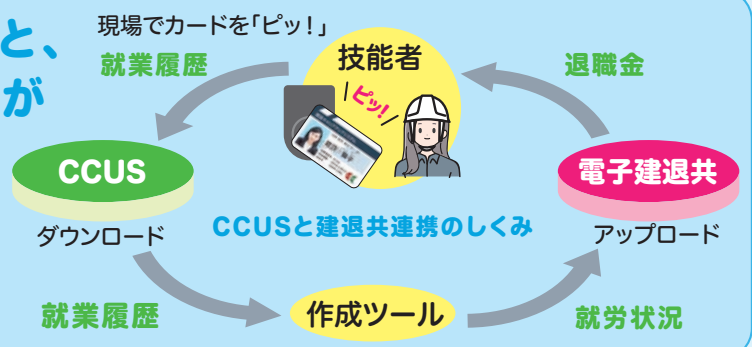 と、
が
現場でカードを「ピッ！」
技能者
就業履歴
退職金
ピッ!
CCUS
電子建退共
CCUSと建退共連携のしくみ
ダウンロード
アップロード
就業履歴
作成ツール
就労状況